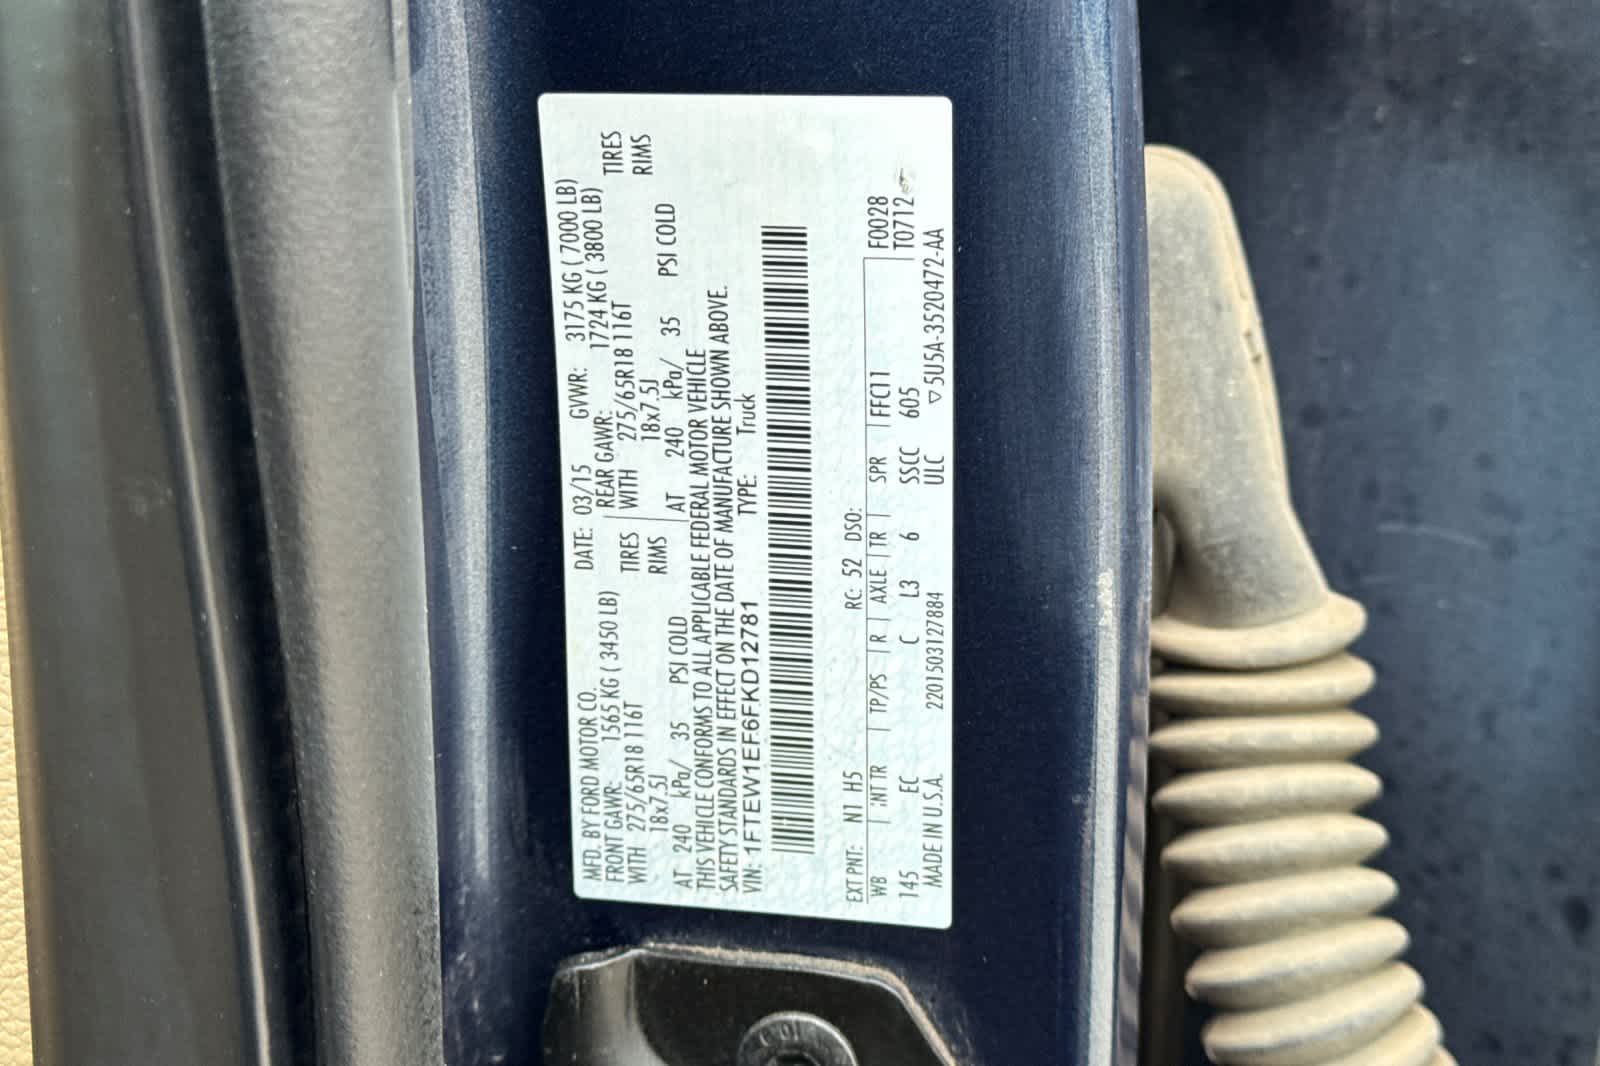 MFD. BY FORD MOTOR CO.
DATE: 03/15 GVWR: 3175 KG ( 7000 LB)
FRONT GAWR: 1565 KG ( 3450 LB)
REAR GAWR: 1724 KG ( 3800 LB)
WITH 275/65R18 116T TIRES
WITH 275/65R18 116T TIRES
18x7.5J RIMS
18x7.5J RIMS
AT 240 kPa/ 35 PSI COLD
AT 240 kPa/ 35 PSI COLD
THIS VEHICLE CONFORMS TO ALL APPLICABLE FEDERAL MOTOR VEHICLE
SAFETY STANDARDS IN EFFECT ON THE DATE OF MANUFACTURE SHOWN ABOVE.
VIN: 1FTEW1EF6FKD12781 TYPE: Truck
EXT PNT: N1 H5 RC: 52 DSO: F0028
WB INT TR TP/PS R AXLE TR SPR FFC11 T0712
145 EC C L3 6 SSCC 605
MADE IN U.S.A. 2201503127884 ULC ▽5U5A-3520472-AA